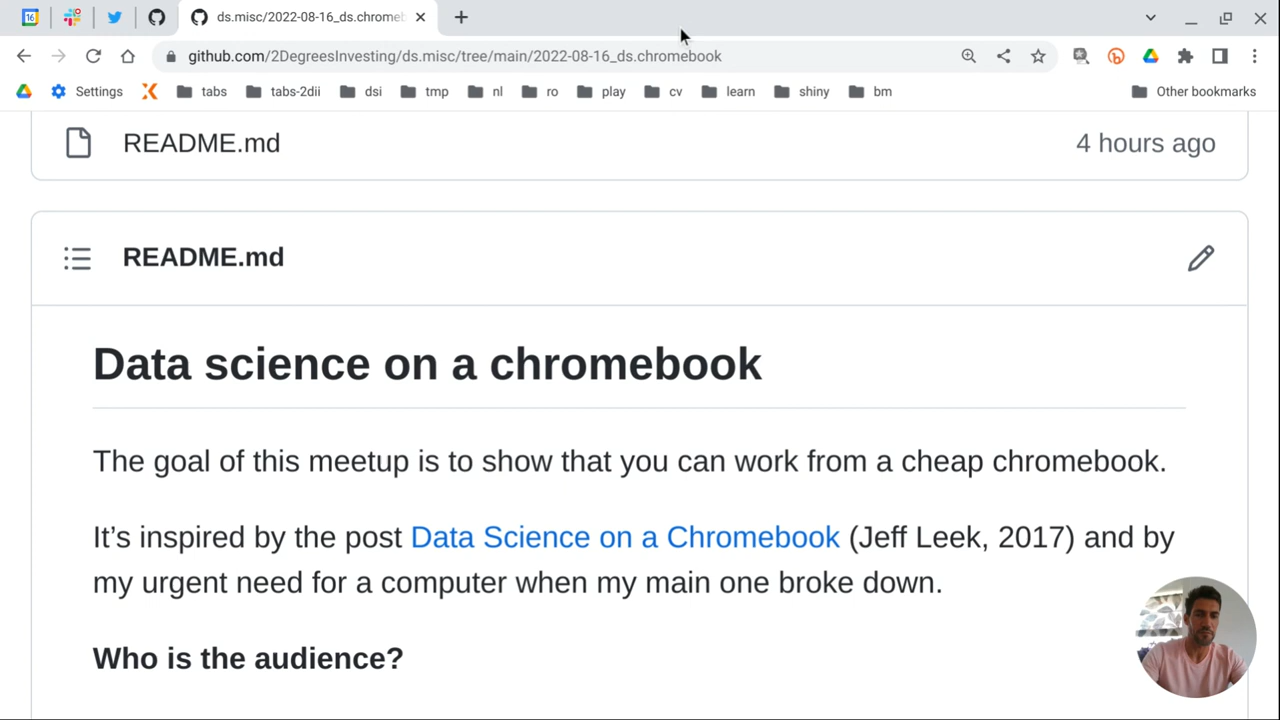 16
ds.misc/2022-08-16_ds.chromeb
github.com/2DegreesInvesting/ds.misc/tree/main/2022-08-16_ds.chromebook
Settings
tabs
tabs-2dii
dsi
tmp
nl
ro
play
cv
learn
shiny
bm
Other bookmarks
README.md
4 hours ago
README.md
Data science on a chromebook
The goal of this meetup is to show that you can work from a cheap chromebook.
It’s inspired by the post Data Science on a Chromebook (Jeff Leek, 2017) and by
my urgent need for a computer when my main one broke down.
Who is the audience?